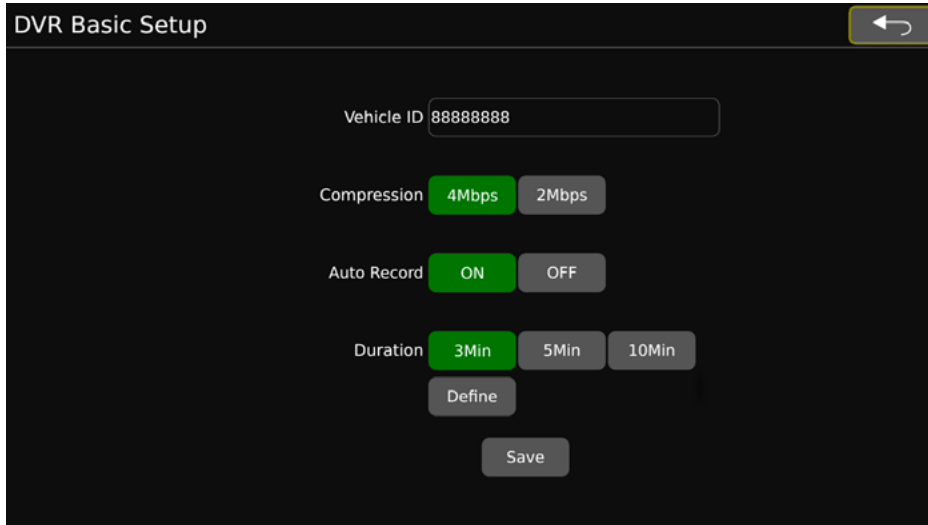 DVR Basic Setup
Vehicle ID 88888888
Compression 4Mbps 2Mbps
Auto Record ON OFF
Duration 3Min 5Min 10Min
Define
Save